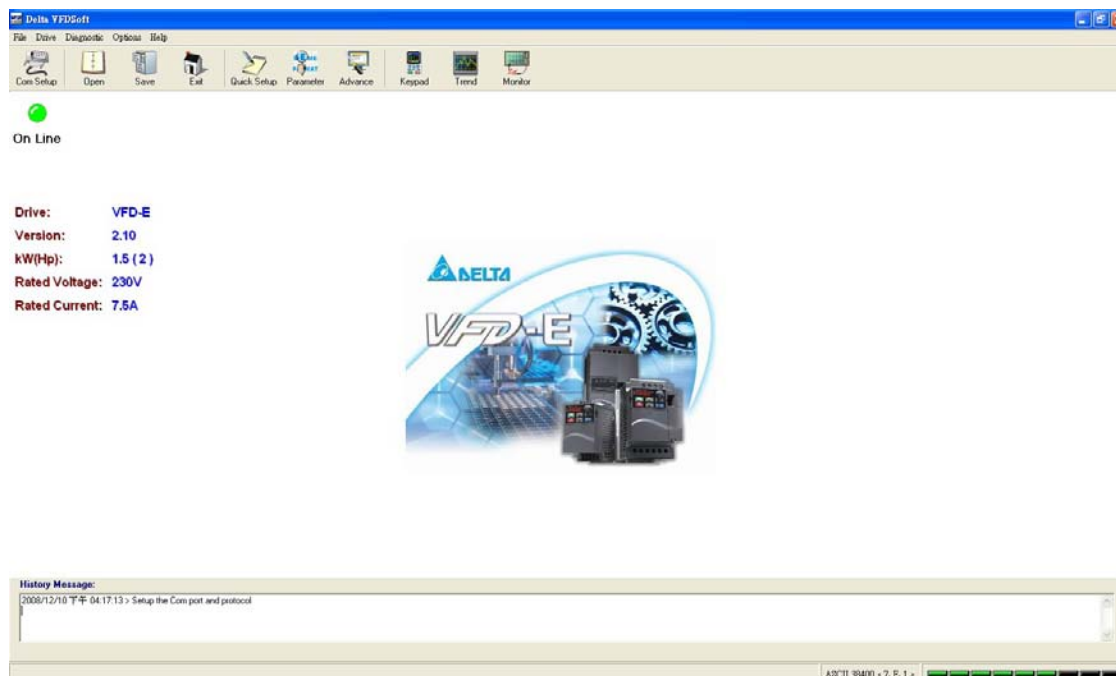 Delta VFDSoft
File Drive Diagnostic Options Help
Com Setup Open Save Exit Quick Setup Parameter Advance Keypad Trend Monitor
On Line
Drive: VFD-E
Version: 2.10
kW(Hp): 1.5 ( 2 )
Rated Voltage: 230V
Rated Current: 7.5A
DELTA
VFD-E
History Message:
2008/12/10 下午 04:17:13 > Setup the Com port and protocol
ASCII 38400 < 7, E, 1 >